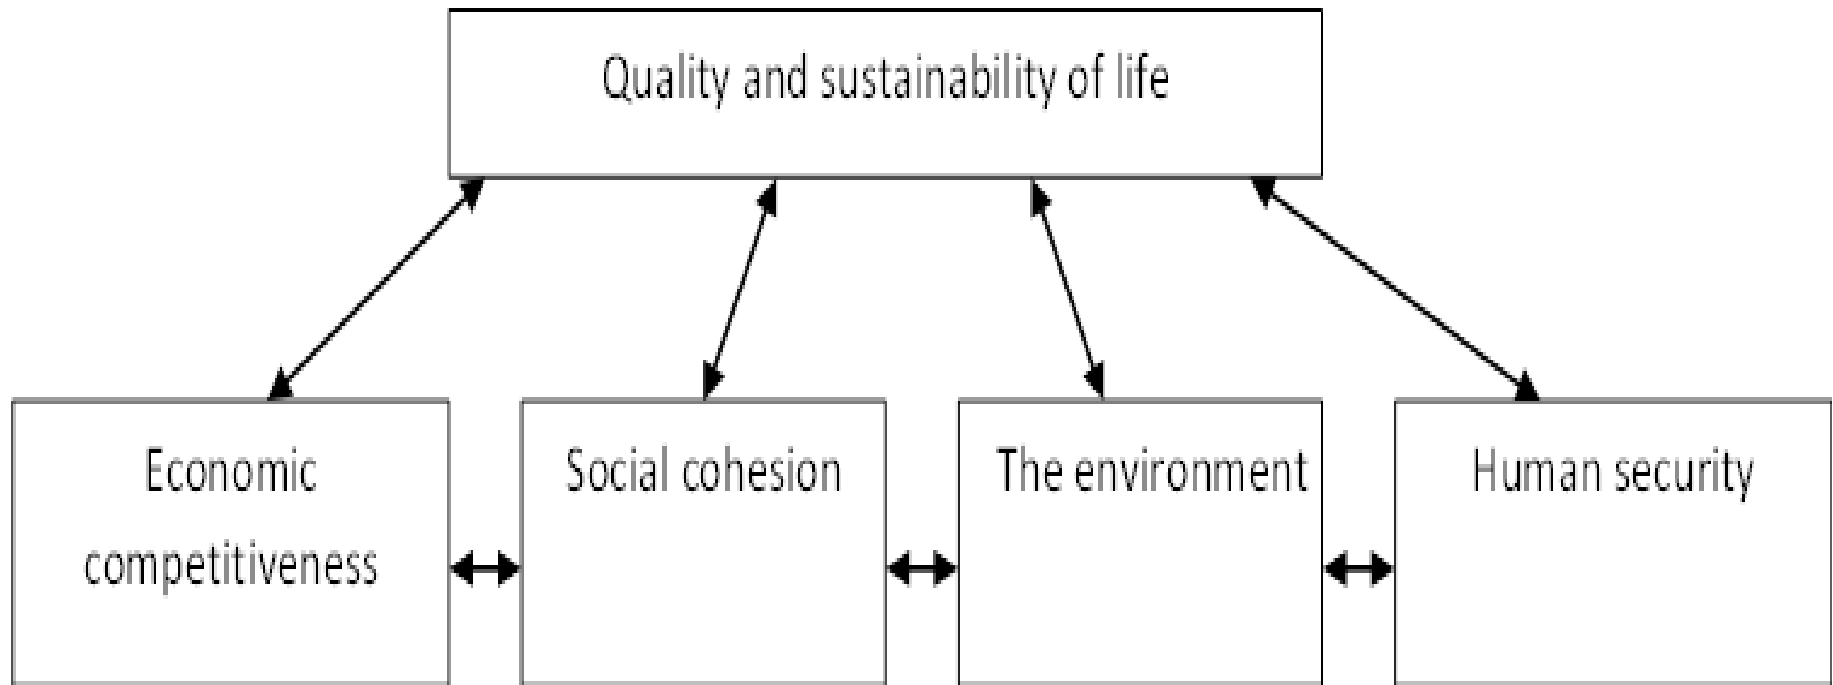 Quality and sustainability of life
Economic
competitiveness
Social cohesion
The environment
Human security